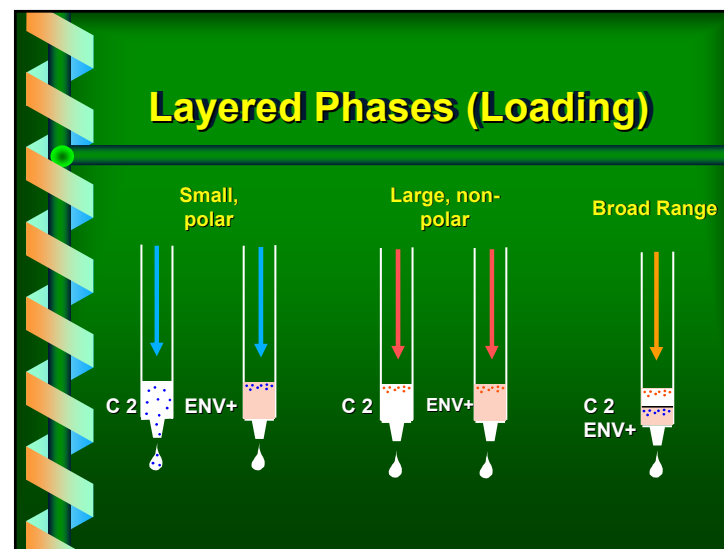 Layered Phases (Loading)
Small,
polar
Large, non-
polar
Broad Range
C 2
ENV+
C 2
ENV+
C 2
ENV+